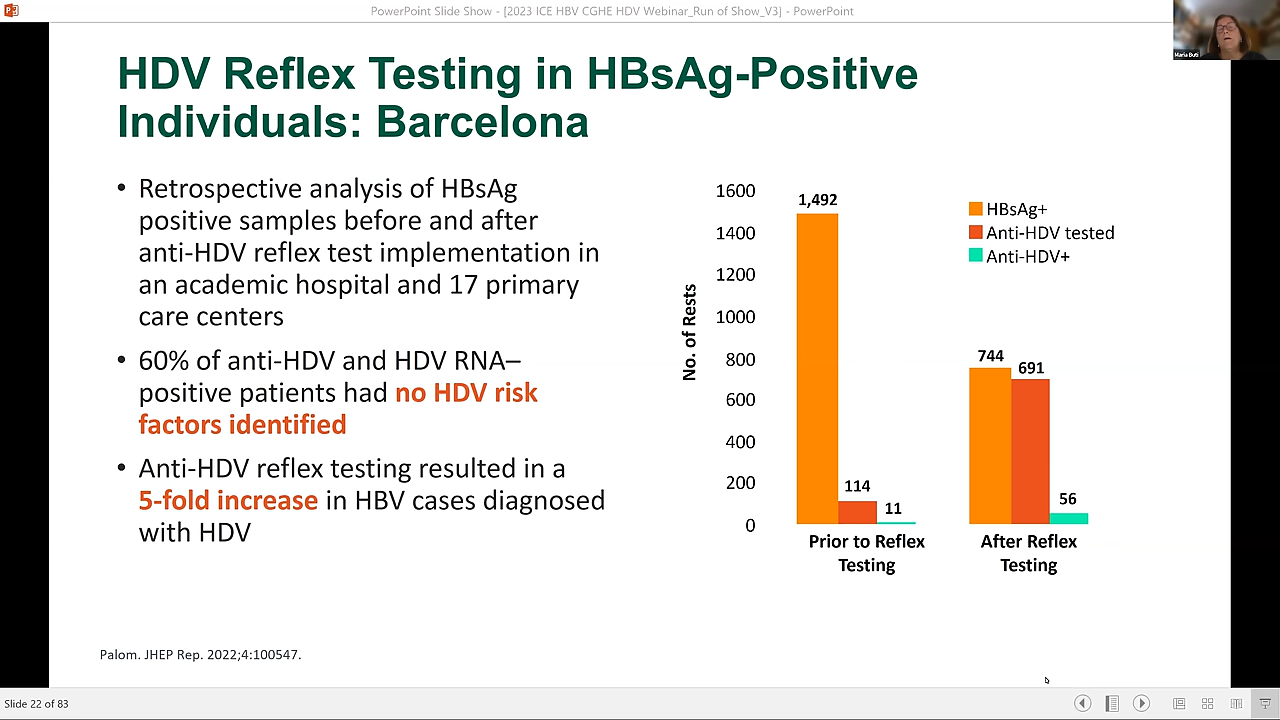 PowerPoint Slide Show - [2023 ICE HBV CGHE HDV Webinar_Run of Show_V3] - PowerPoint
Maria Buti
HDV Reflex Testing in HBsAg-Positive
Individuals: Barcelona
• Retrospective analysis of HBsAg
positive samples before and after
anti-HDV reflex test implementation in
an academic hospital and 17 primary
care centers
• 60% of anti-HDV and HDV RNA–
positive patients had no HDV risk
factors identified
• Anti-HDV reflex testing resulted in a
5-fold increase in HBV cases diagnosed
with HDV
No. of Rests
1600
1400
1200
1000
800
600
400
200
0
1,492
114
11
744
691
56
Prior to Reflex
Testing
After Reflex
Testing
HBsAg+
Anti-HDV tested
Anti-HDV+
Palom. JHEP Rep. 2022;4:100547.
Slide 22 of 83